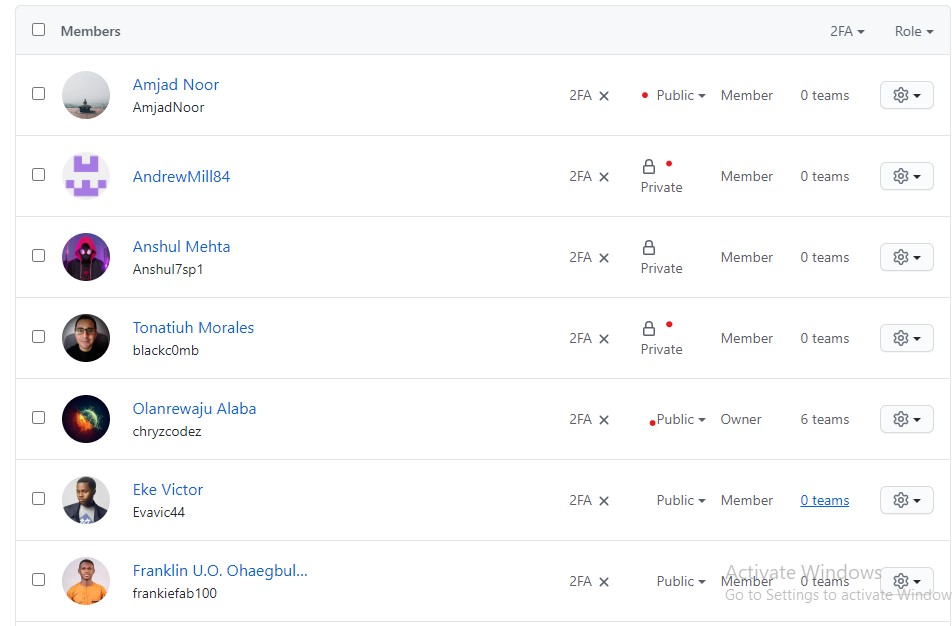 Members 2FA Role
Amjad Noor
AmjadNoor
2FA Public Member 0 teams
AndrewMill84
2FA Private Member 0 teams
Anshul Mehta
Anshul7sp1
2FA Private Member 0 teams
Tonatiuh Morales
blackc0mb
2FA Private Member 0 teams
Olanrewaju Alaba
chryzcodez
2FA Public Owner 6 teams
Eke Victor
Evavic44
2FA Public Member 0 teams
Franklin U.O. Ohaegbul...
frankiefab100
2FA Public Member 0 teams
Activate Windows
Go to Settings to activate Window